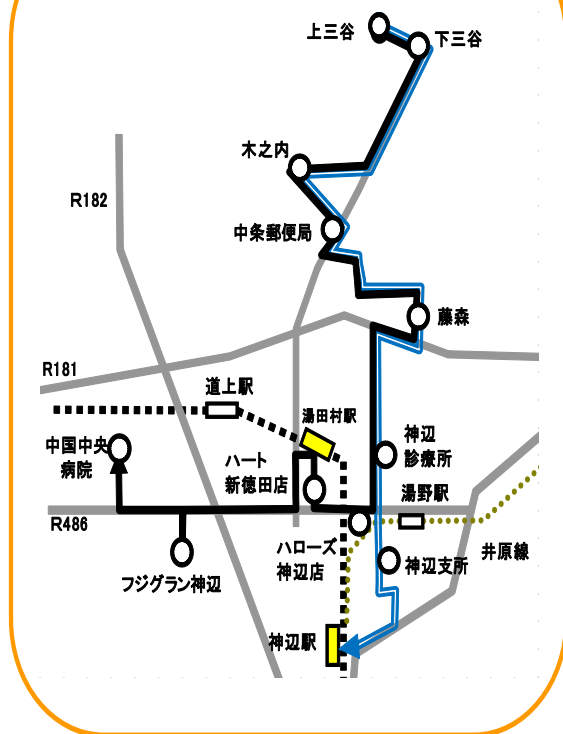 上三谷
下三谷
木之内
R182
中条郵便局
藤森
R181
道上駅
湯田村駅
中国中央
病院
ハート
新徳田店
神辺
診療所
湯野駅
R486
ハローズ
神辺店
井原線
神辺支所
フジグラン神辺
神辺駅